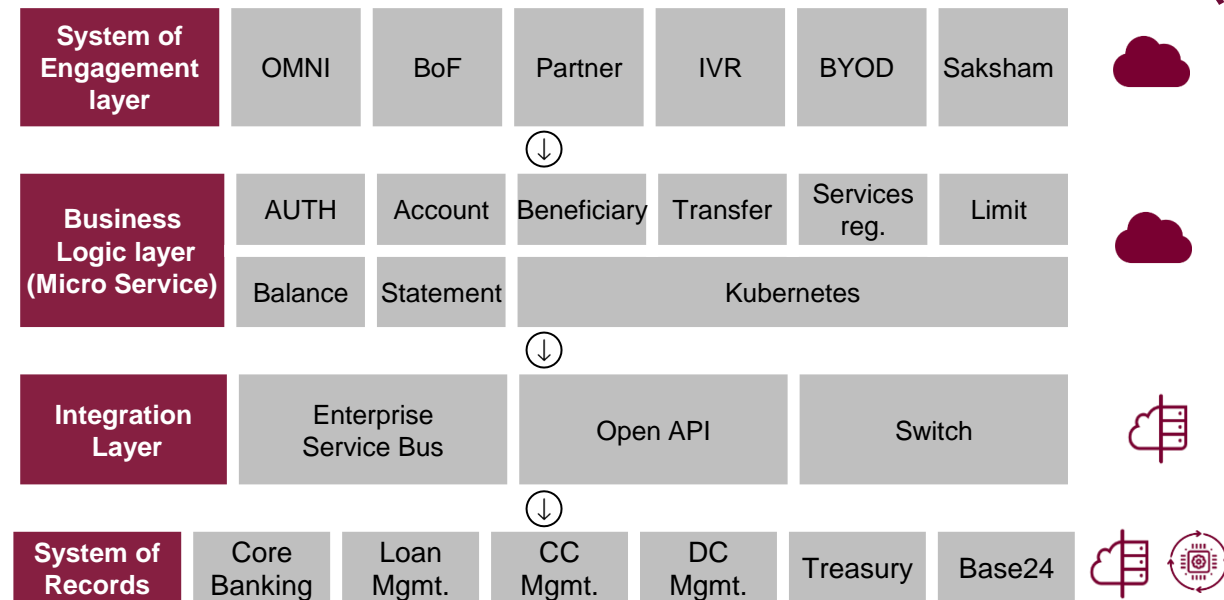 System of
Engagement
layer
OMNI
BoF
Partner
IVR
BYOD
Saksham
Business
Logic layer
(Micro Service)
AUTH
Account
Beneficiary
Transfer
Services
reg.
Limit
Balance
Statement
Kubernetes
Integration
Layer
Enterprise
Service Bus
Open API
Switch
System of
Records
Core
Banking
Loan
Mgmt.
CC
Mgmt.
DC
Mgmt.
Treasury
Base24